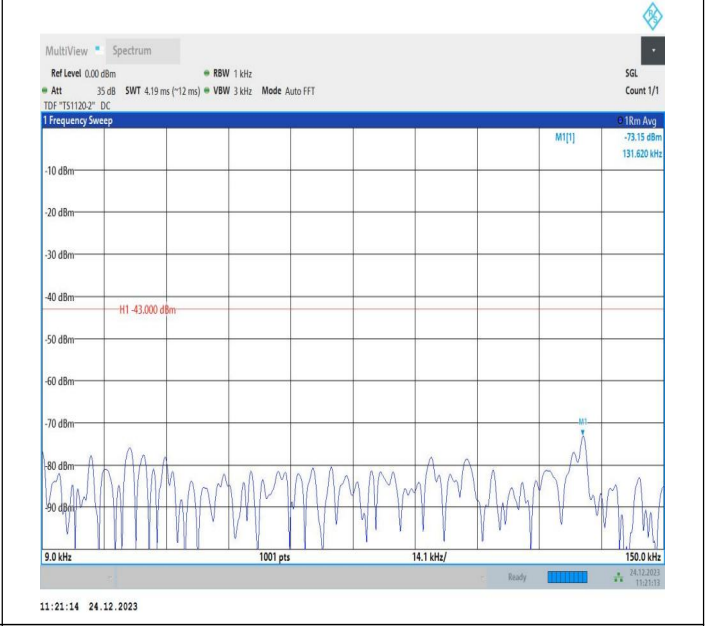 R&S
MultiView Spectrum
Ref Level 0.00 dBm RBW 1 kHz SGL
Att 35 dB SWT 4.19 ms (~12 ms) VBW 3 kHz Mode Auto FFT Count 1/1
TDF "TS1120-2" DC
1 Frequency Sweep 1Rm Avg
M1[1] -73.15 dBm
131.620 kHz
-10 dBm
-20 dBm
-30 dBm
-40 dBm
H1 -43.000 dBm
-50 dBm
-60 dBm
-70 dBm
M1
-80 dBm
-90 dBm
9.0 kHz 1001 pts 14.1 kHz/ 150.0 kHz
Ready 24.12.2023
11:21:13
11:21:14 24.12.2023